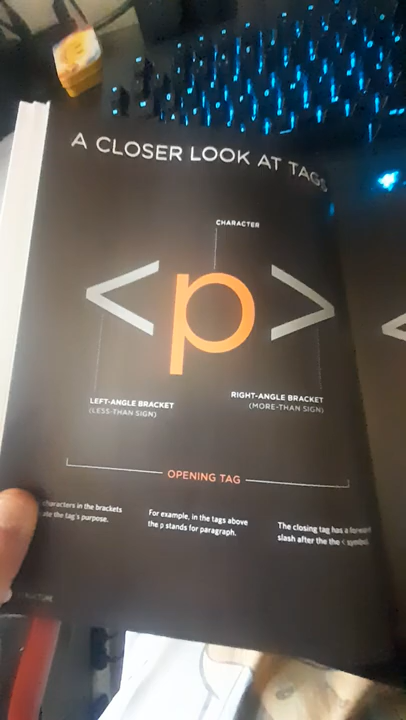 A CLOSER LOOK AT TAGS
CHARACTER
<p>
<
LEFT-ANGLE BRACKET
(LESS-THAN SIGN)
RIGHT-ANGLE BRACKET
(MORE-THAN SIGN)
OPENING TAG
characters in the brackets
the tag's purpose.
For example, in the tags above
the p stands for paragraph.
The closing tag has a forward
slash after the the < symbol.